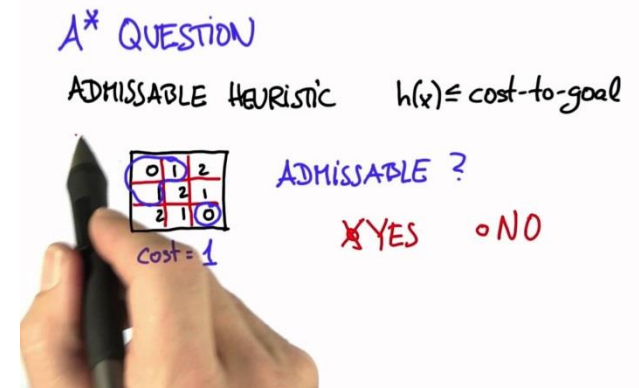 A* QUESTION
ADMISSABLE HEURISTIC h(x) ≤ cost-to-goal
0 1 2
1 2 1
2 1 0
cost = 1
ADMISSABLE ?
YES NO